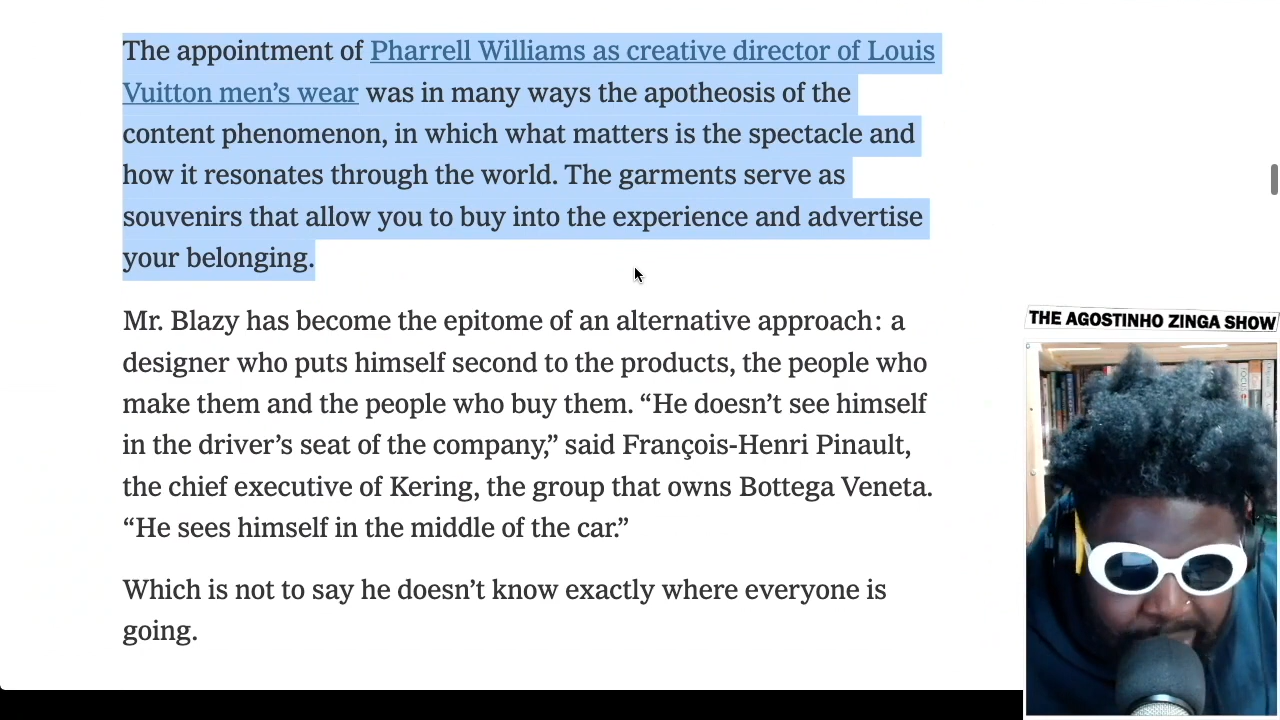 The appointment of Pharrell Williams as creative director of Louis
Vuitton men’s wear was in many ways the apotheosis of the
content phenomenon, in which what matters is the spectacle and
how it resonates through the world. The garments serve as
souvenirs that allow you to buy into the experience and advertise
your belonging.
Mr. Blazy has become the epitome of an alternative approach: a
designer who puts himself second to the products, the people who
make them and the people who buy them. “He doesn’t see himself
in the driver’s seat of the company,” said François-Henri Pinault,
the chief executive of Kering, the group that owns Bottega Veneta.
“He sees himself in the middle of the car.”
Which is not to say he doesn’t know exactly where everyone is
going.
THE AGOSTINHO ZINGA SHOW